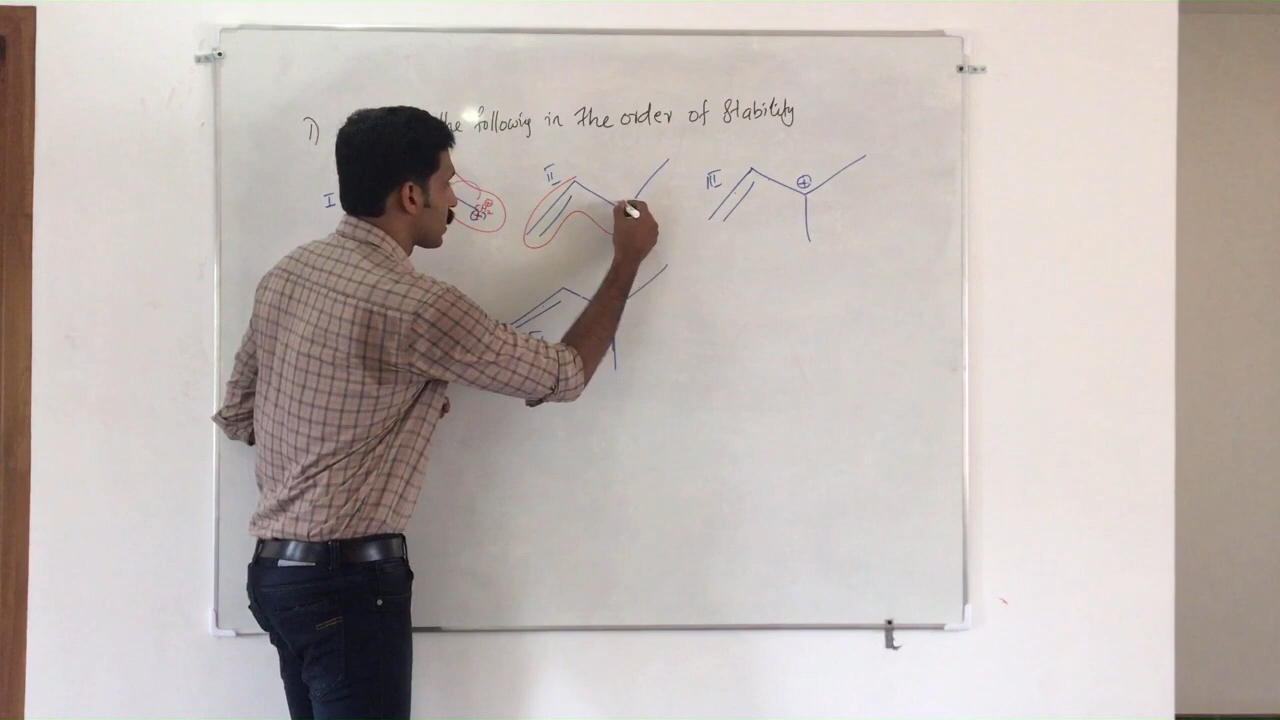 1) the following in the order of stability
I II III